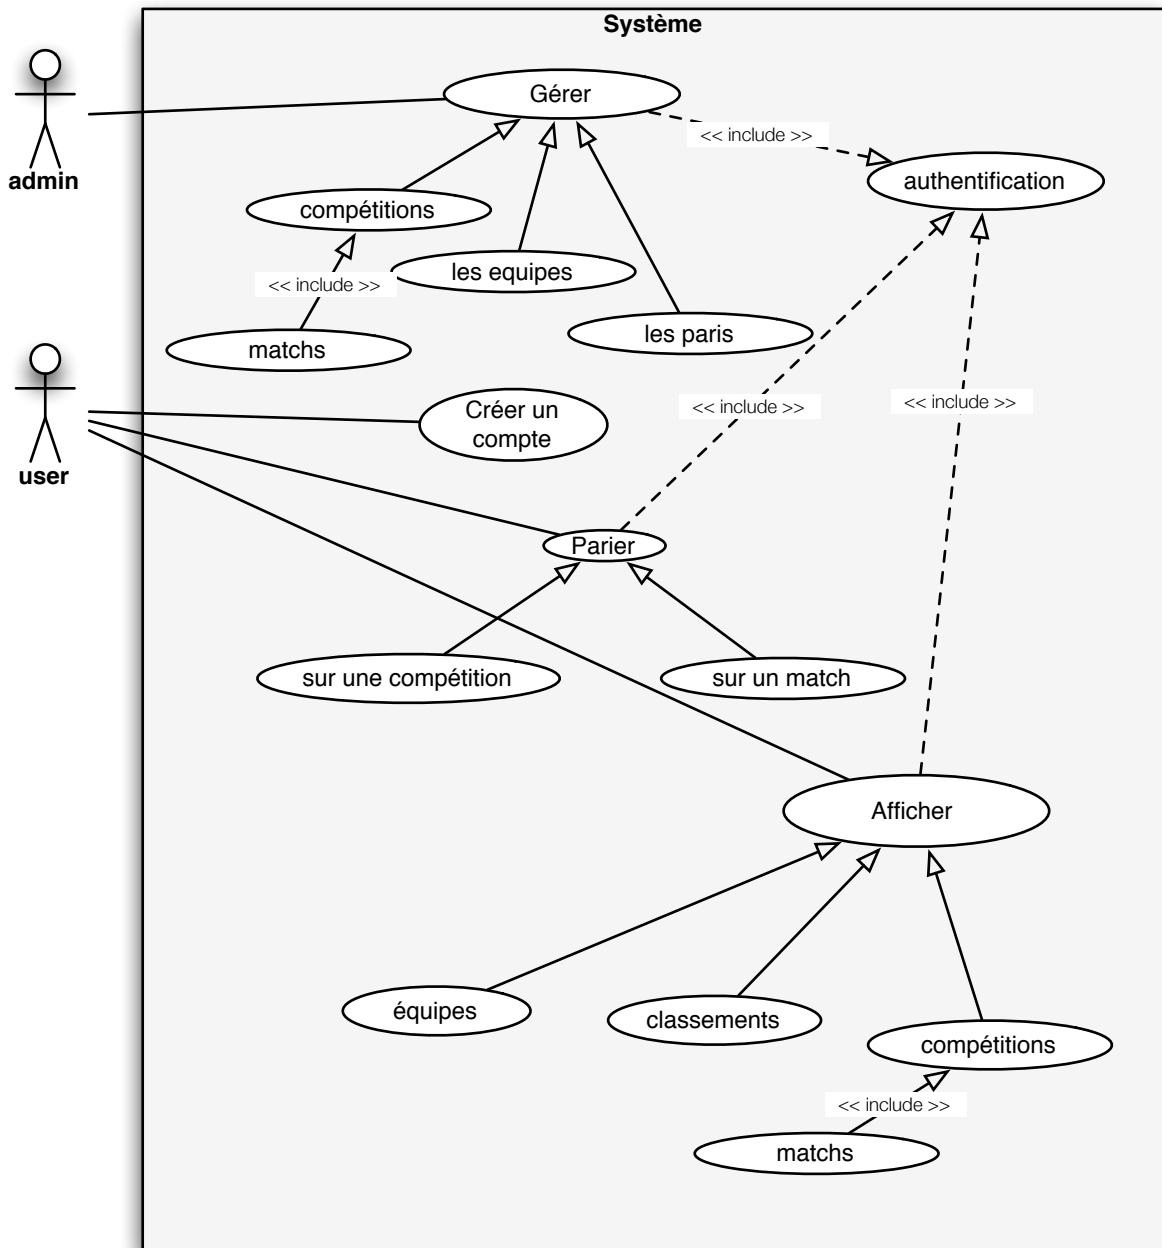 Système
Gérer
<< include >>
admin
authentification
compétitions
les equipes
<< include >>
les paris
matchs
user
Créer un
compte
<< include >>
<< include >>
Parier
sur une compétition
sur un match
Afficher
équipes
classements
compétitions
<< include >>
matchs